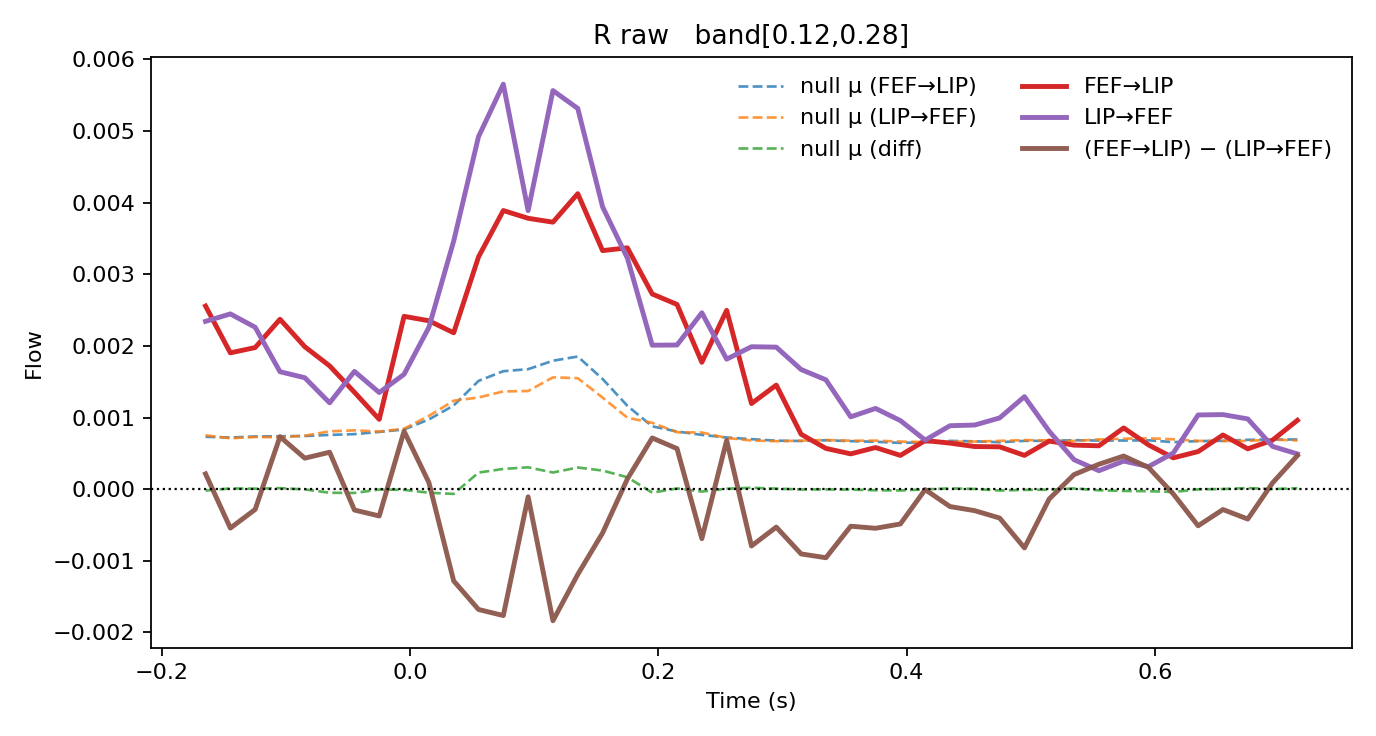 R raw   band[0.12,0.28]
0.006
0.005
0.004
0.003
0.002
0.001
0.000
−0.001
−0.002
Flow
null μ (FEF→LIP)
null μ (LIP→FEF)
null μ (diff)
FEF→LIP
LIP→FEF
(FEF→LIP) − (LIP→FEF)
−0.2 0.0 0.2 0.4 0.6
Time (s)